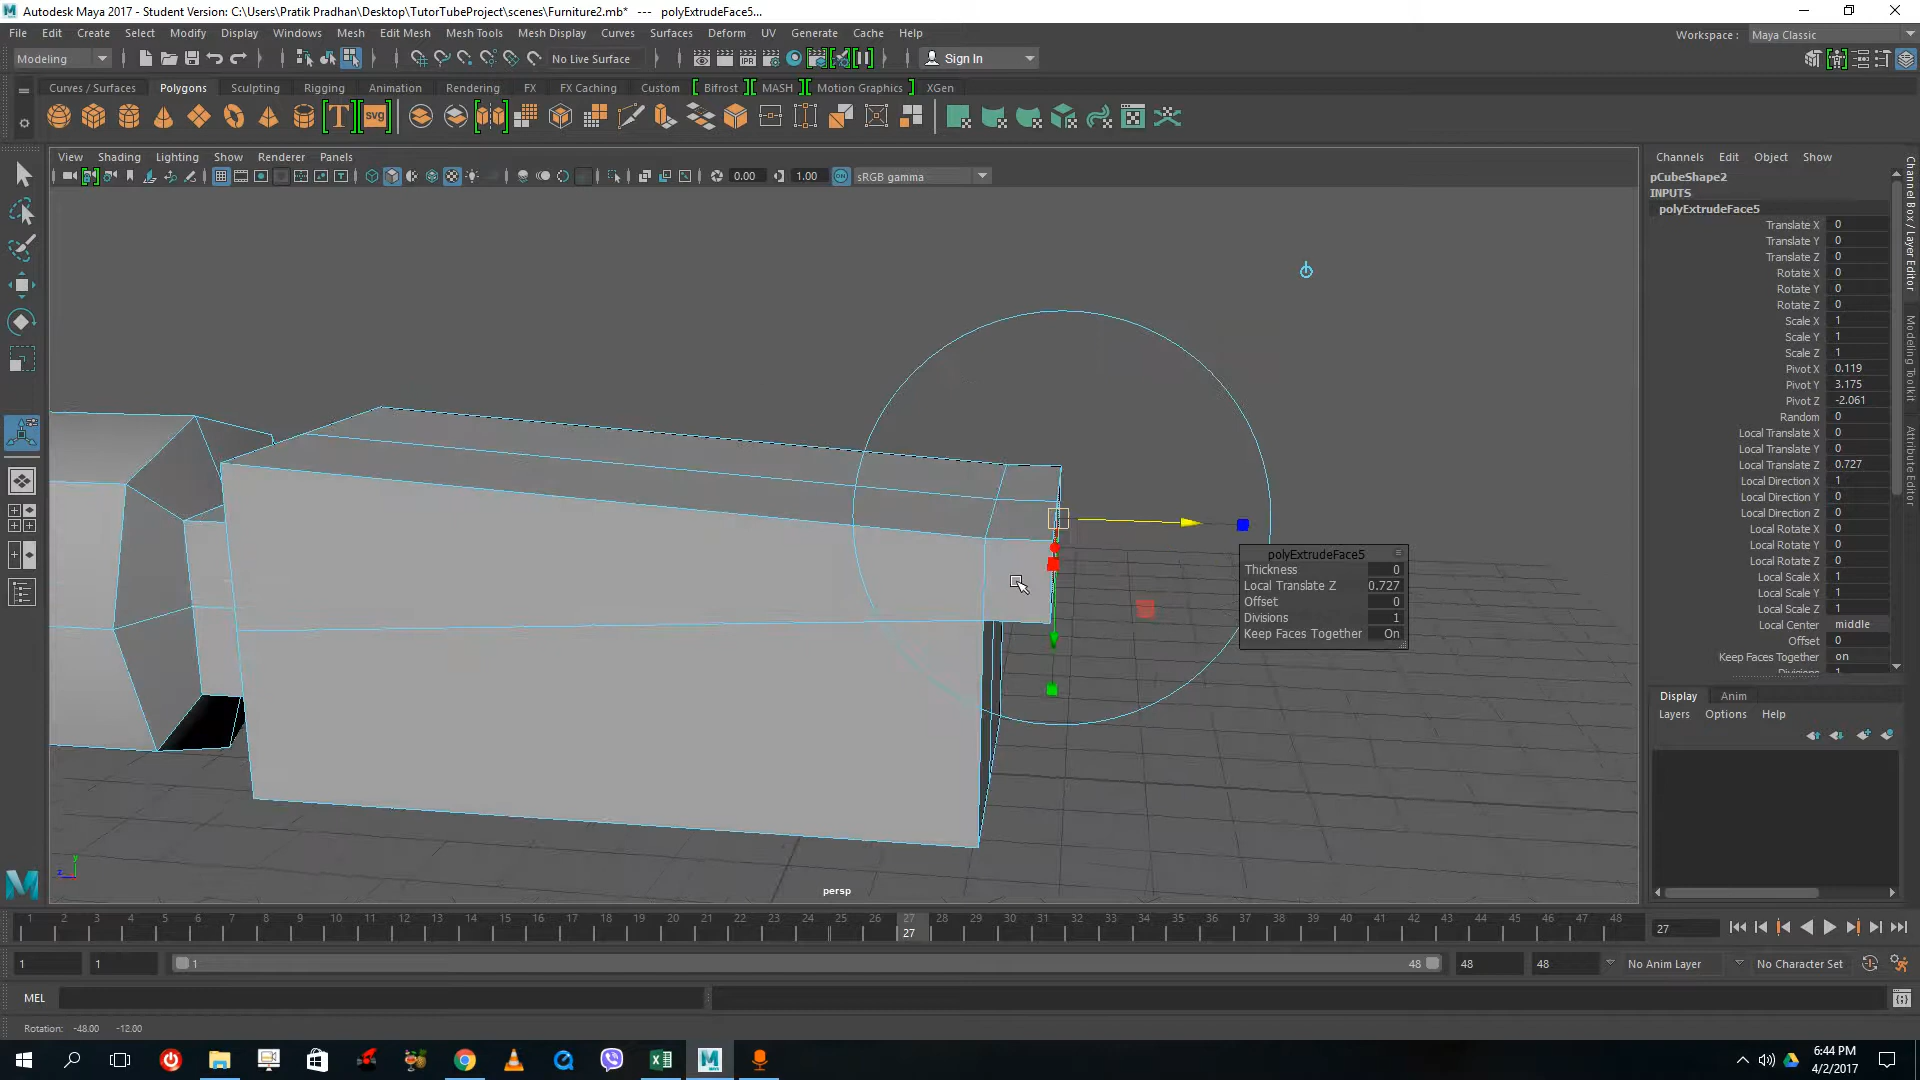 Autodesk Maya 2017 - Student Version: C:\Users\Pratik Pradhan\Desktop\TutorTubeProject\scenes\Furniture2.mb*  ---  polyExtrudeFace5...
File Edit Create Select Modify Display Windows Mesh Edit Mesh Mesh Tools Mesh Display Curves Surfaces Deform UV Generate Cache Help
Workspace : Maya Classic
Modeling No Live Surface Sign In
Curves / Surfaces Polygons Sculpting Rigging Animation Rendering FX FX Caching Custom Bifrost MASH Motion Graphics XGen
T svg
View Shading Lighting Show Renderer Panels
IPR
0.00 1.00 ON sRGB gamma
Channels Edit Object Show
pCubeShape2
INPUTS
polyExtrudeFace5
Translate X 0
Translate Y 0
Translate Z 0
Rotate X 0
Rotate Y 0
Rotate Z 0
Scale X 1
Scale Y 1
Scale Z 1
Pivot X 0.119
Pivot Y 3.175
Pivot Z -2.061
Random 0
Local Translate X 0
Local Translate Y 0
Local Translate Z 0.727
Local Direction X 1
Local Direction Y 0
Local Direction Z 0
Local Rotate X 0
Local Rotate Y 0
Local Rotate Z 0
Local Scale X 1
Local Scale Y 1
Local Scale Z 1
Local Center middle
Offset 0
Keep Faces Together on
Divisions 1
Channel Box / Layer Editor
Modeling Toolkit
Attribute Editor
polyExtrudeFace5
Thickness 0
Local Translate Z 0.727
Offset 0
Divisions 1
Keep Faces Together On
Display Anim
Layers Options Help
y
z
persp
1 2 3 4 5 6 7 8 9 10 11 12 13 14 15 16 17 18 19 20 21 22 23 24 25 26 27 28 29 30 31 32 33 34 35 36 37 38 39 40 41 42 43 44 45 46 47 48
27 27
1 1 1 48 48 48 No Anim Layer No Character Set
MEL
Rotation: -48.00 -12.00
6:44 PM
4/2/2017